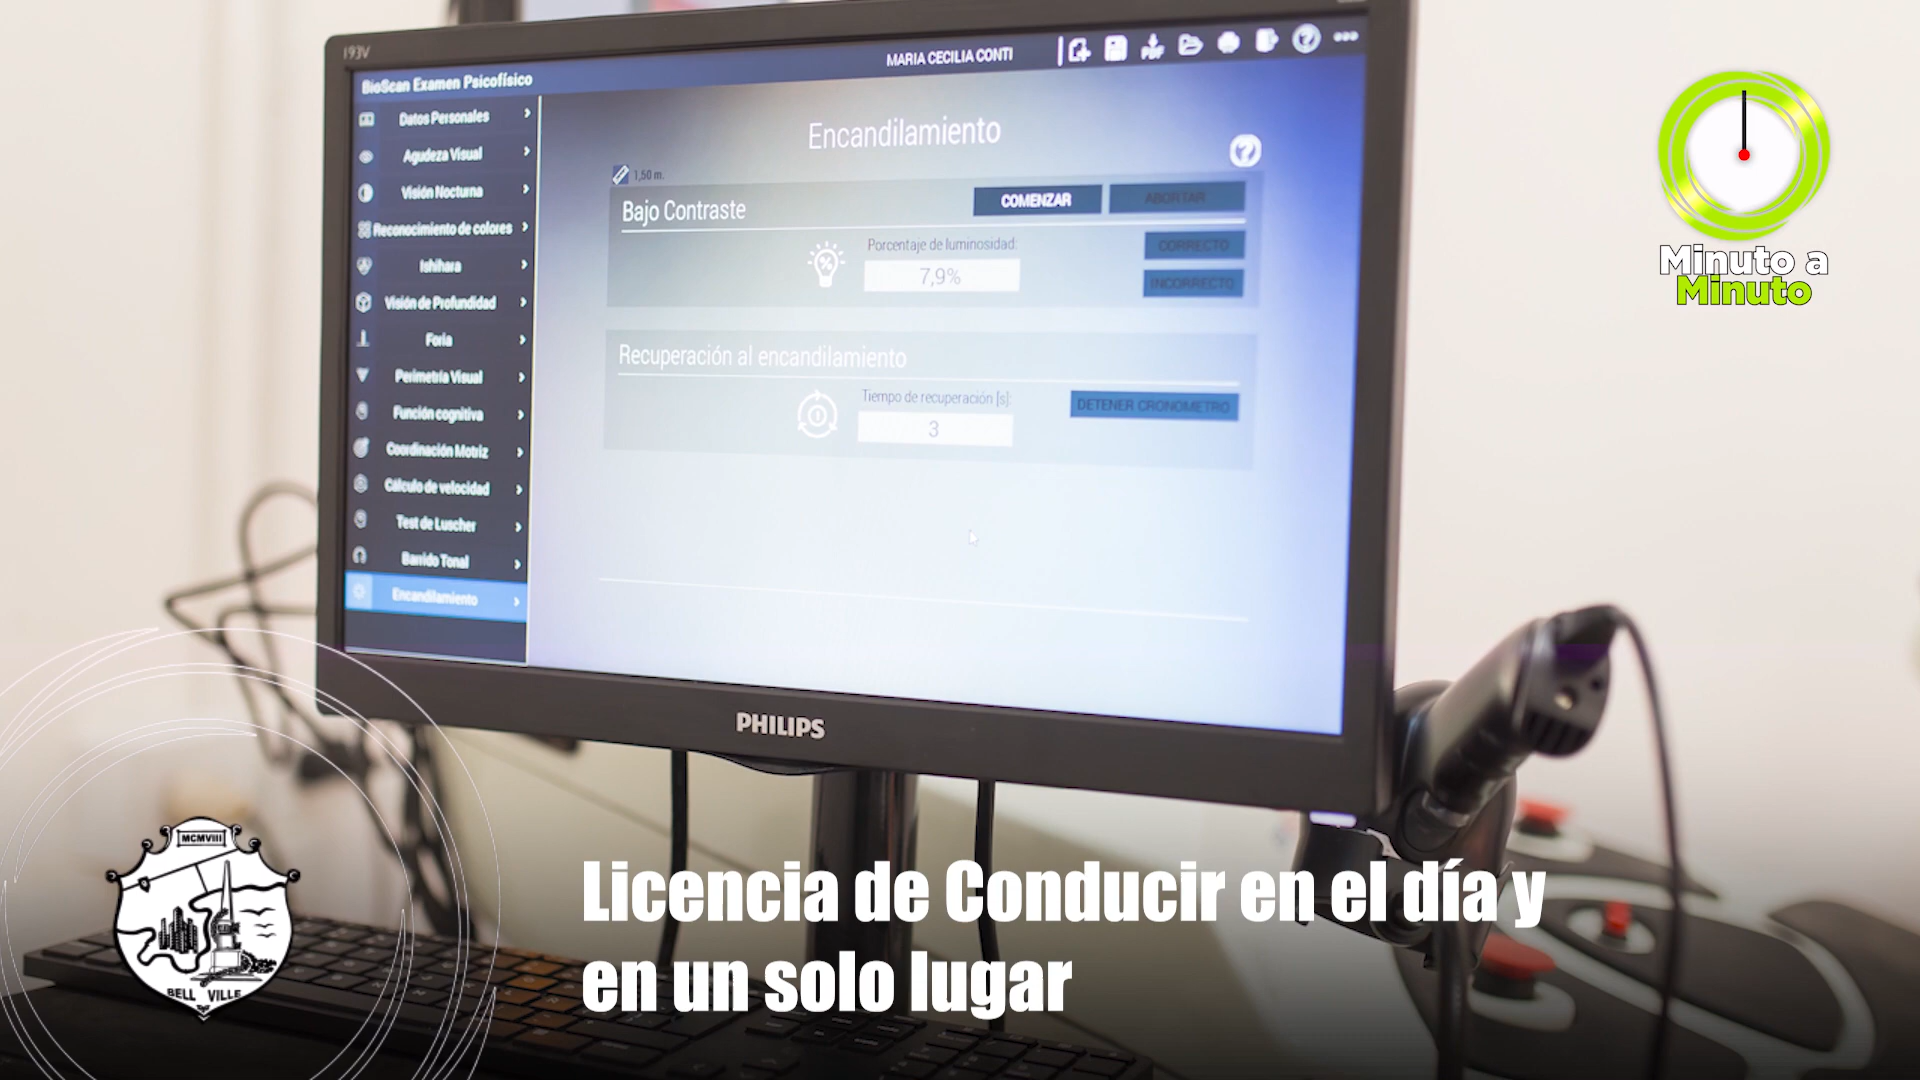 193V
MARIA CECILIA CONTI
PDF
BioScan Examen Psicofísico
Datos Personales
Agudeza Visual
Visión Nocturna
Reconocimiento de colores
Ishihara
Visión de Profundidad
Foria
Perimetría Visual
Función cognitiva
Coordinación Motriz
Cálculo de velocidad
Test de Luscher
Barrido Tonal
Encandilamiento
Encandilamiento
?
1,50 m.
Bajo Contraste
COMENZAR
ABORTAR
Porcentaje de luminosidad:
7,9%
CORRECTO
INCORRECTO
Recuperación al encandilamiento
Tiempo de recuperación [s]:
3
DETENER CRONOMETRO
PHILIPS
Minuto a
Minuto
MCMVIII
BELL VILLE
Licencia de Conducir en el día y
en un solo lugar